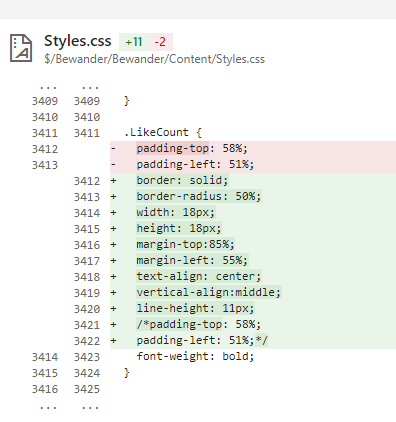 Styles.css +11 -2
$/Bewander/Bewander/Content/Styles.css
... ...
3409 3409 }
3410 3410
3411 3411 .LikeCount {
3412 - padding-top: 58%;
3413 - padding-left: 51%;
3412 + border: solid;
3413 + border-radius: 50%;
3414 + width: 18px;
3415 + height: 18px;
3416 + margin-top:85%;
3417 + margin-left: 55%;
3418 + text-align: center;
3419 + vertical-align:middle;
3420 + line-height: 11px;
3421 + /*padding-top: 58%;
3422 + padding-left: 51%;*/
3414 3423 font-weight: bold;
3415 3424 }
3416 3425
... ...